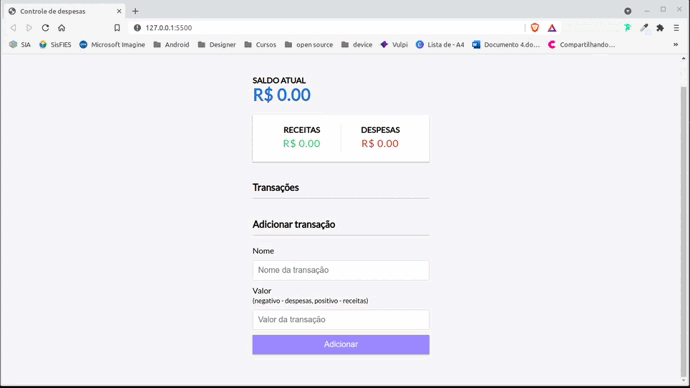 Controle de despesas
127.0.0.1:5500
SIA SisFIES Microsoft Imagine Android Designer Cursos open source device Vulpi Lista de - A4 Documento 4.do... Compartilhando... »
SALDO ATUAL
R$ 0.00
RECEITAS DESPESAS
R$ 0.00 R$ 0.00
Transações
Adicionar transação
Nome
Nome da transação
Valor
(negativo - despesas, positivo - receitas)
Valor da transação
Adicionar